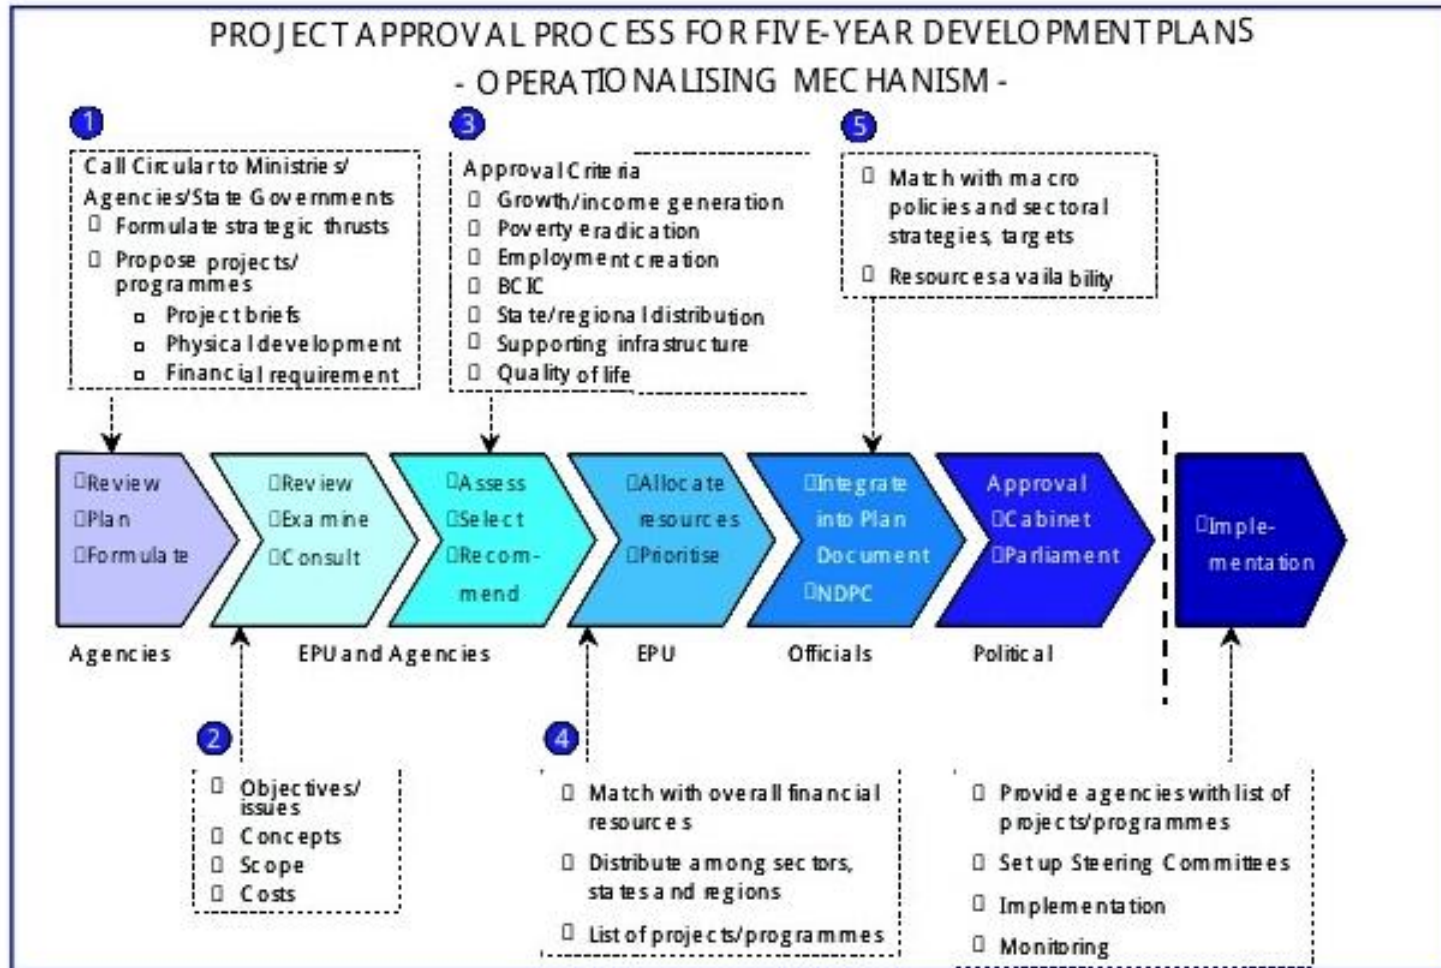 PROJECT APPROVAL PROCESS FOR FIVE-YEAR DEVELOPMENT PLANS
- OPERATIONALISING MECHANISM -
1
Call Circular to Ministries/
Agencies/State Governments
Formulate strategic thrusts
Propose projects/
programmes
Project briefs
Physical development
Financial requirement
3
Approval Criteria
Growth/income generation
Poverty eradication
Employment creation
BCIC
State/regional distribution
Supporting infrastructure
Quality of life
5
Match with macro
policies and sectoral
strategies, targets
Resources availability
Review
Plan
Formulate
Review
Examine
Consult
Assess
Select
Recom-
mend
Allocate
resources
Prioritise
Integrate
into Plan
Document
NDPC
Approval
Cabinet
Parliament
Imple-
mentation
Agencies
EPU and Agencies
EPU
Officials
Political
2
Objectives/
issues
Concepts
Scope
Costs
4
Match with overall financial
resources
Distribute among sectors,
states and regions
List of projects/programmes
Provide agencies with list of
projects/programmes
Set up Steering Committees
Implementation
Monitoring